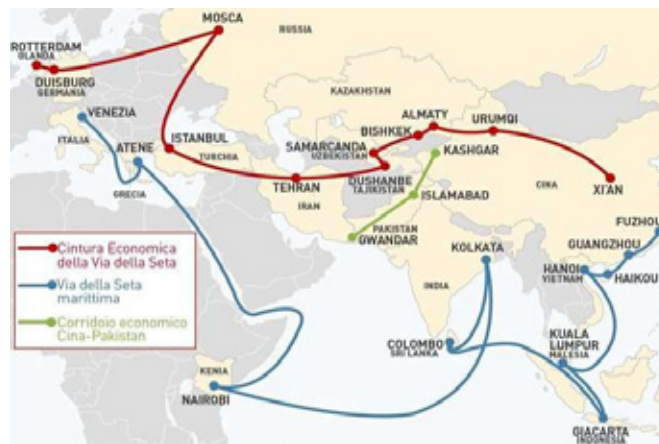 MOSCA
RUSSIA
ROTTERDAM
OLANDA
DUISBURG
GERMANIA
KAZAKHSTAN
VENEZIA
ALMATY
URUMQI
BISHKEK
ITALIA
ATENE
ISTANBUL
SAMARCANDA
UZBEKISTAN
KASHGAR
TURCHIA
GRECIA
DUSHANBE
TAJIKISTAN
TEHRAN
CINA
XI'AN
IRAN
ISLAMABAD
PAKISTAN
GWANDAR
FUZHOU
GUANGZHOU
KOLKATA
HANOI
VIETNAM
HAIKOU
INDIA
Cintura Economica
della Via della Seta
Via della Seta
marittima
Corridoio economico
Cina-Pakistan
COLOMBO
SRI LANKA
KUALA
LUMPUR
MALESIA
KENIA
NAIROBI
GIACARTA
INDONESIA